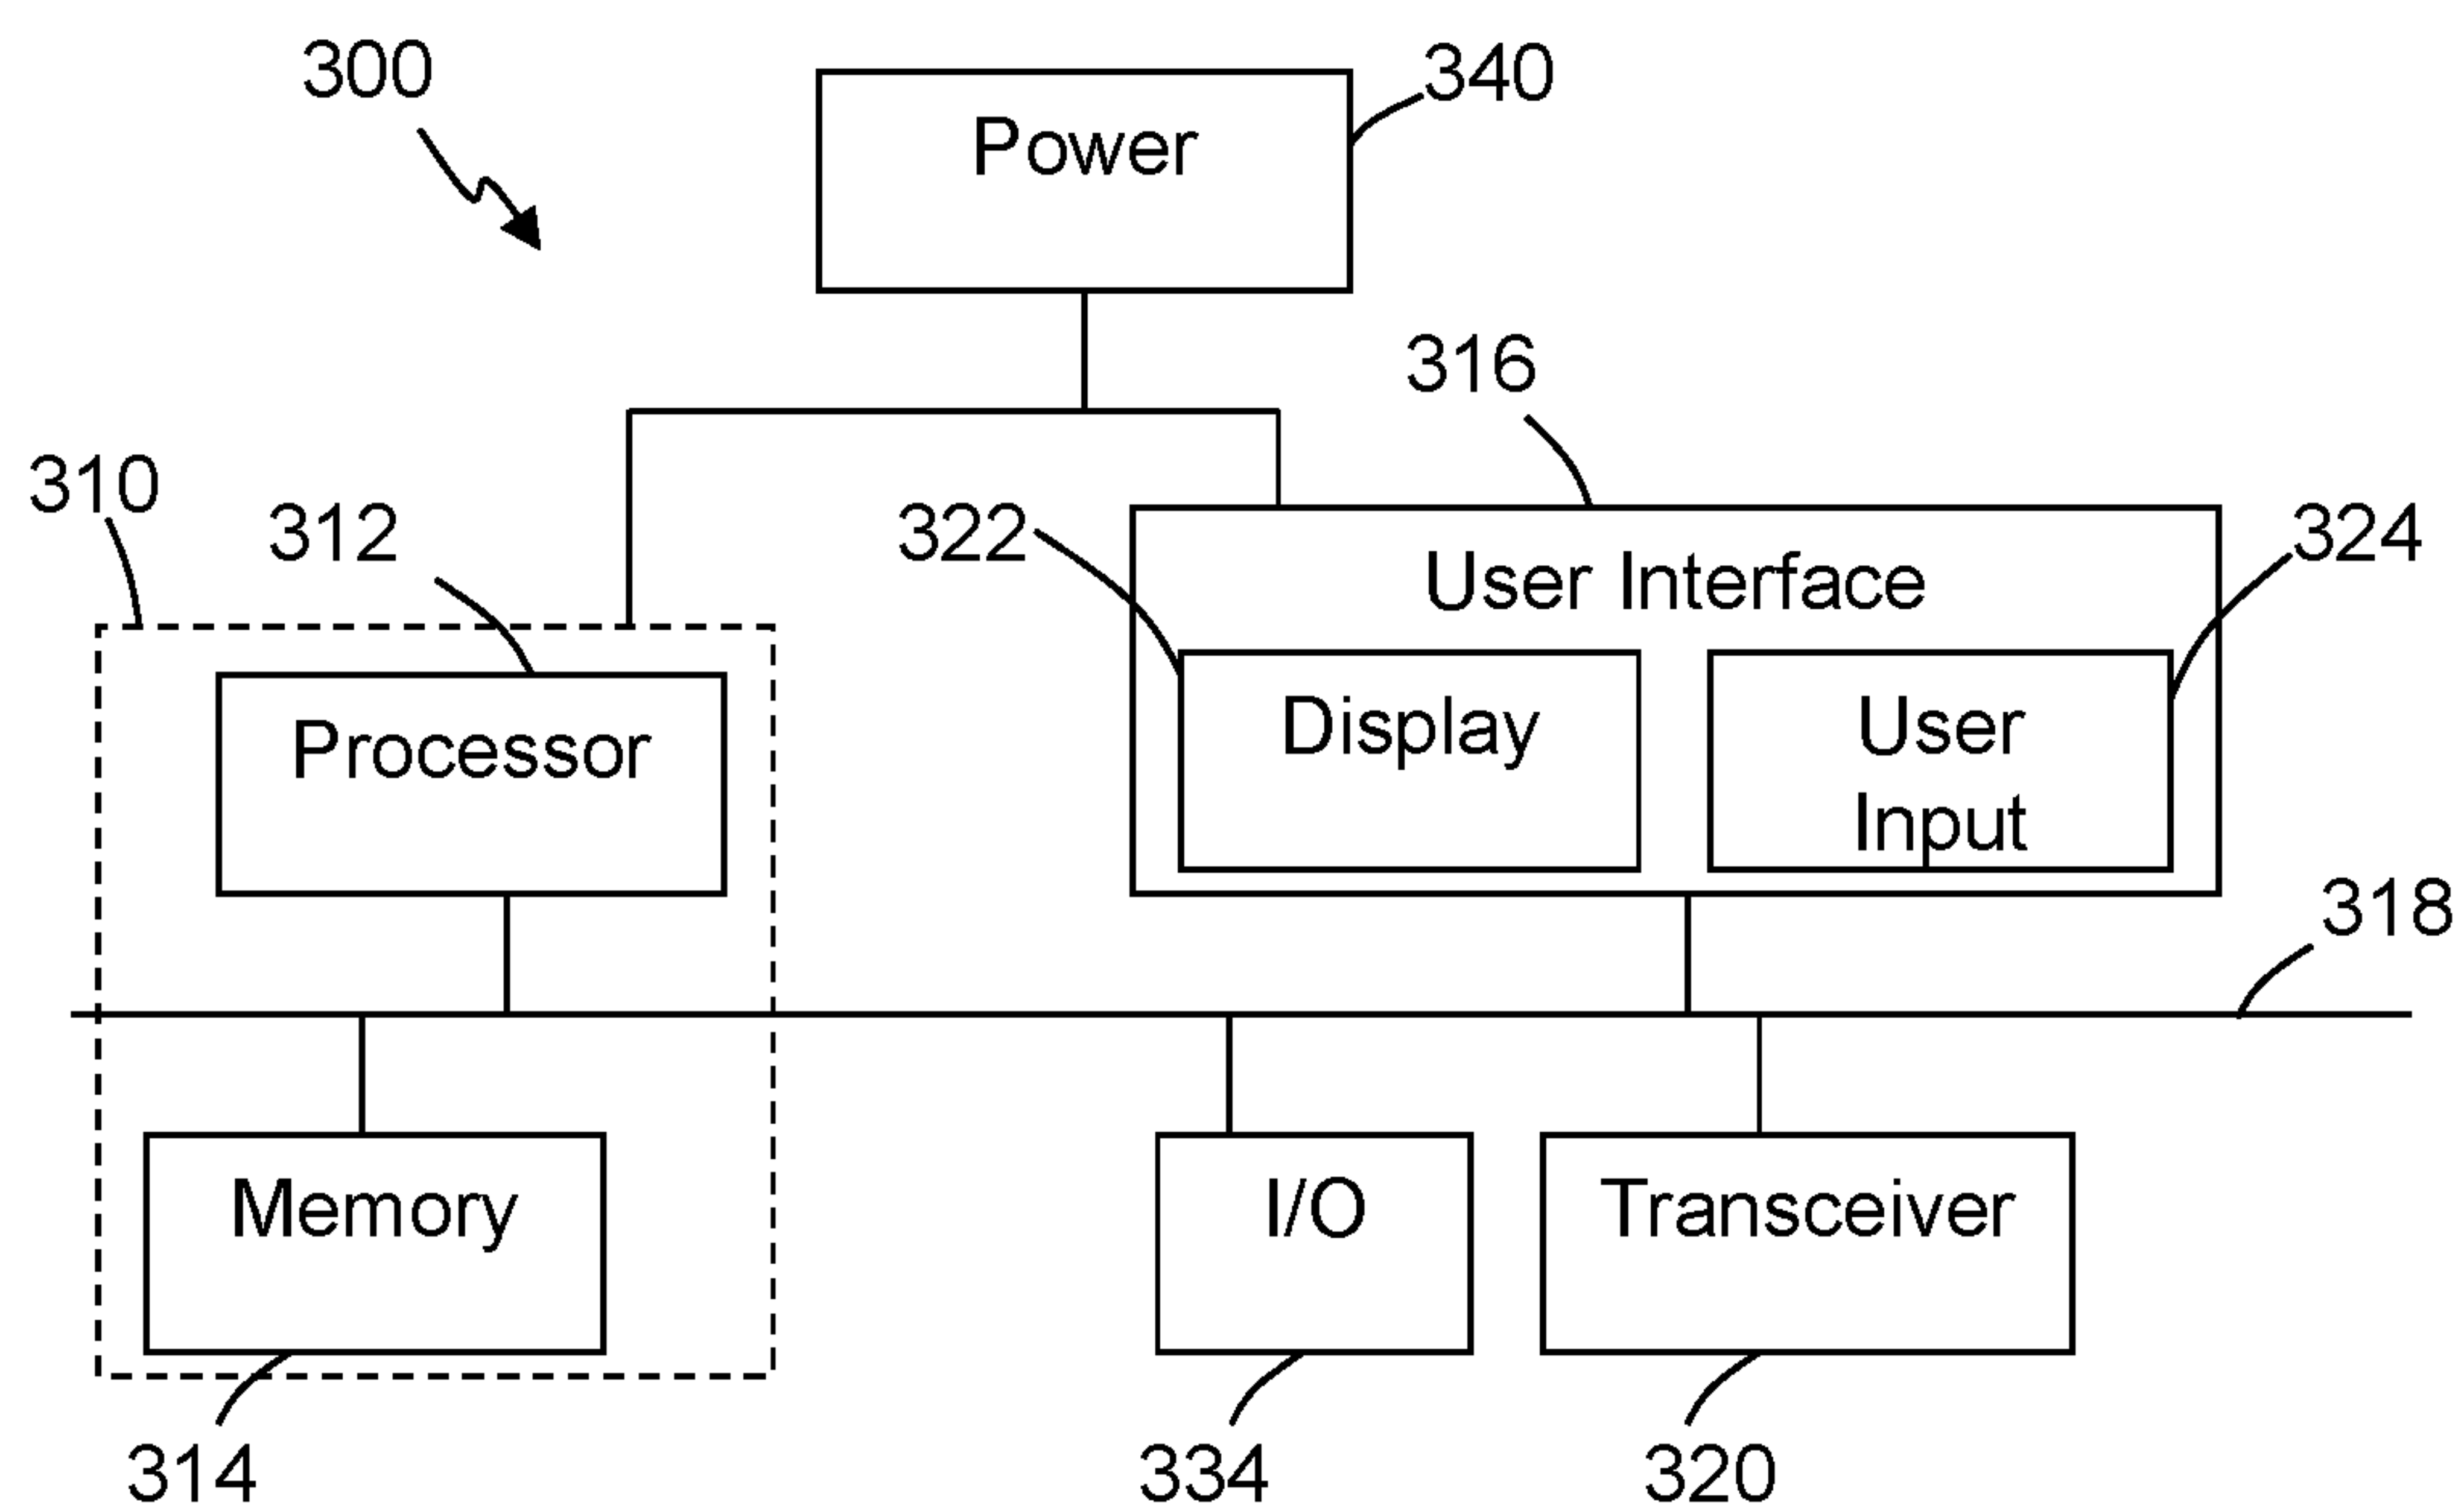 300
340
Power
316
310
312
322
324
User Interface
Processor
Display
User
Input
318
Memory
I/O
Transceiver
314
334
320